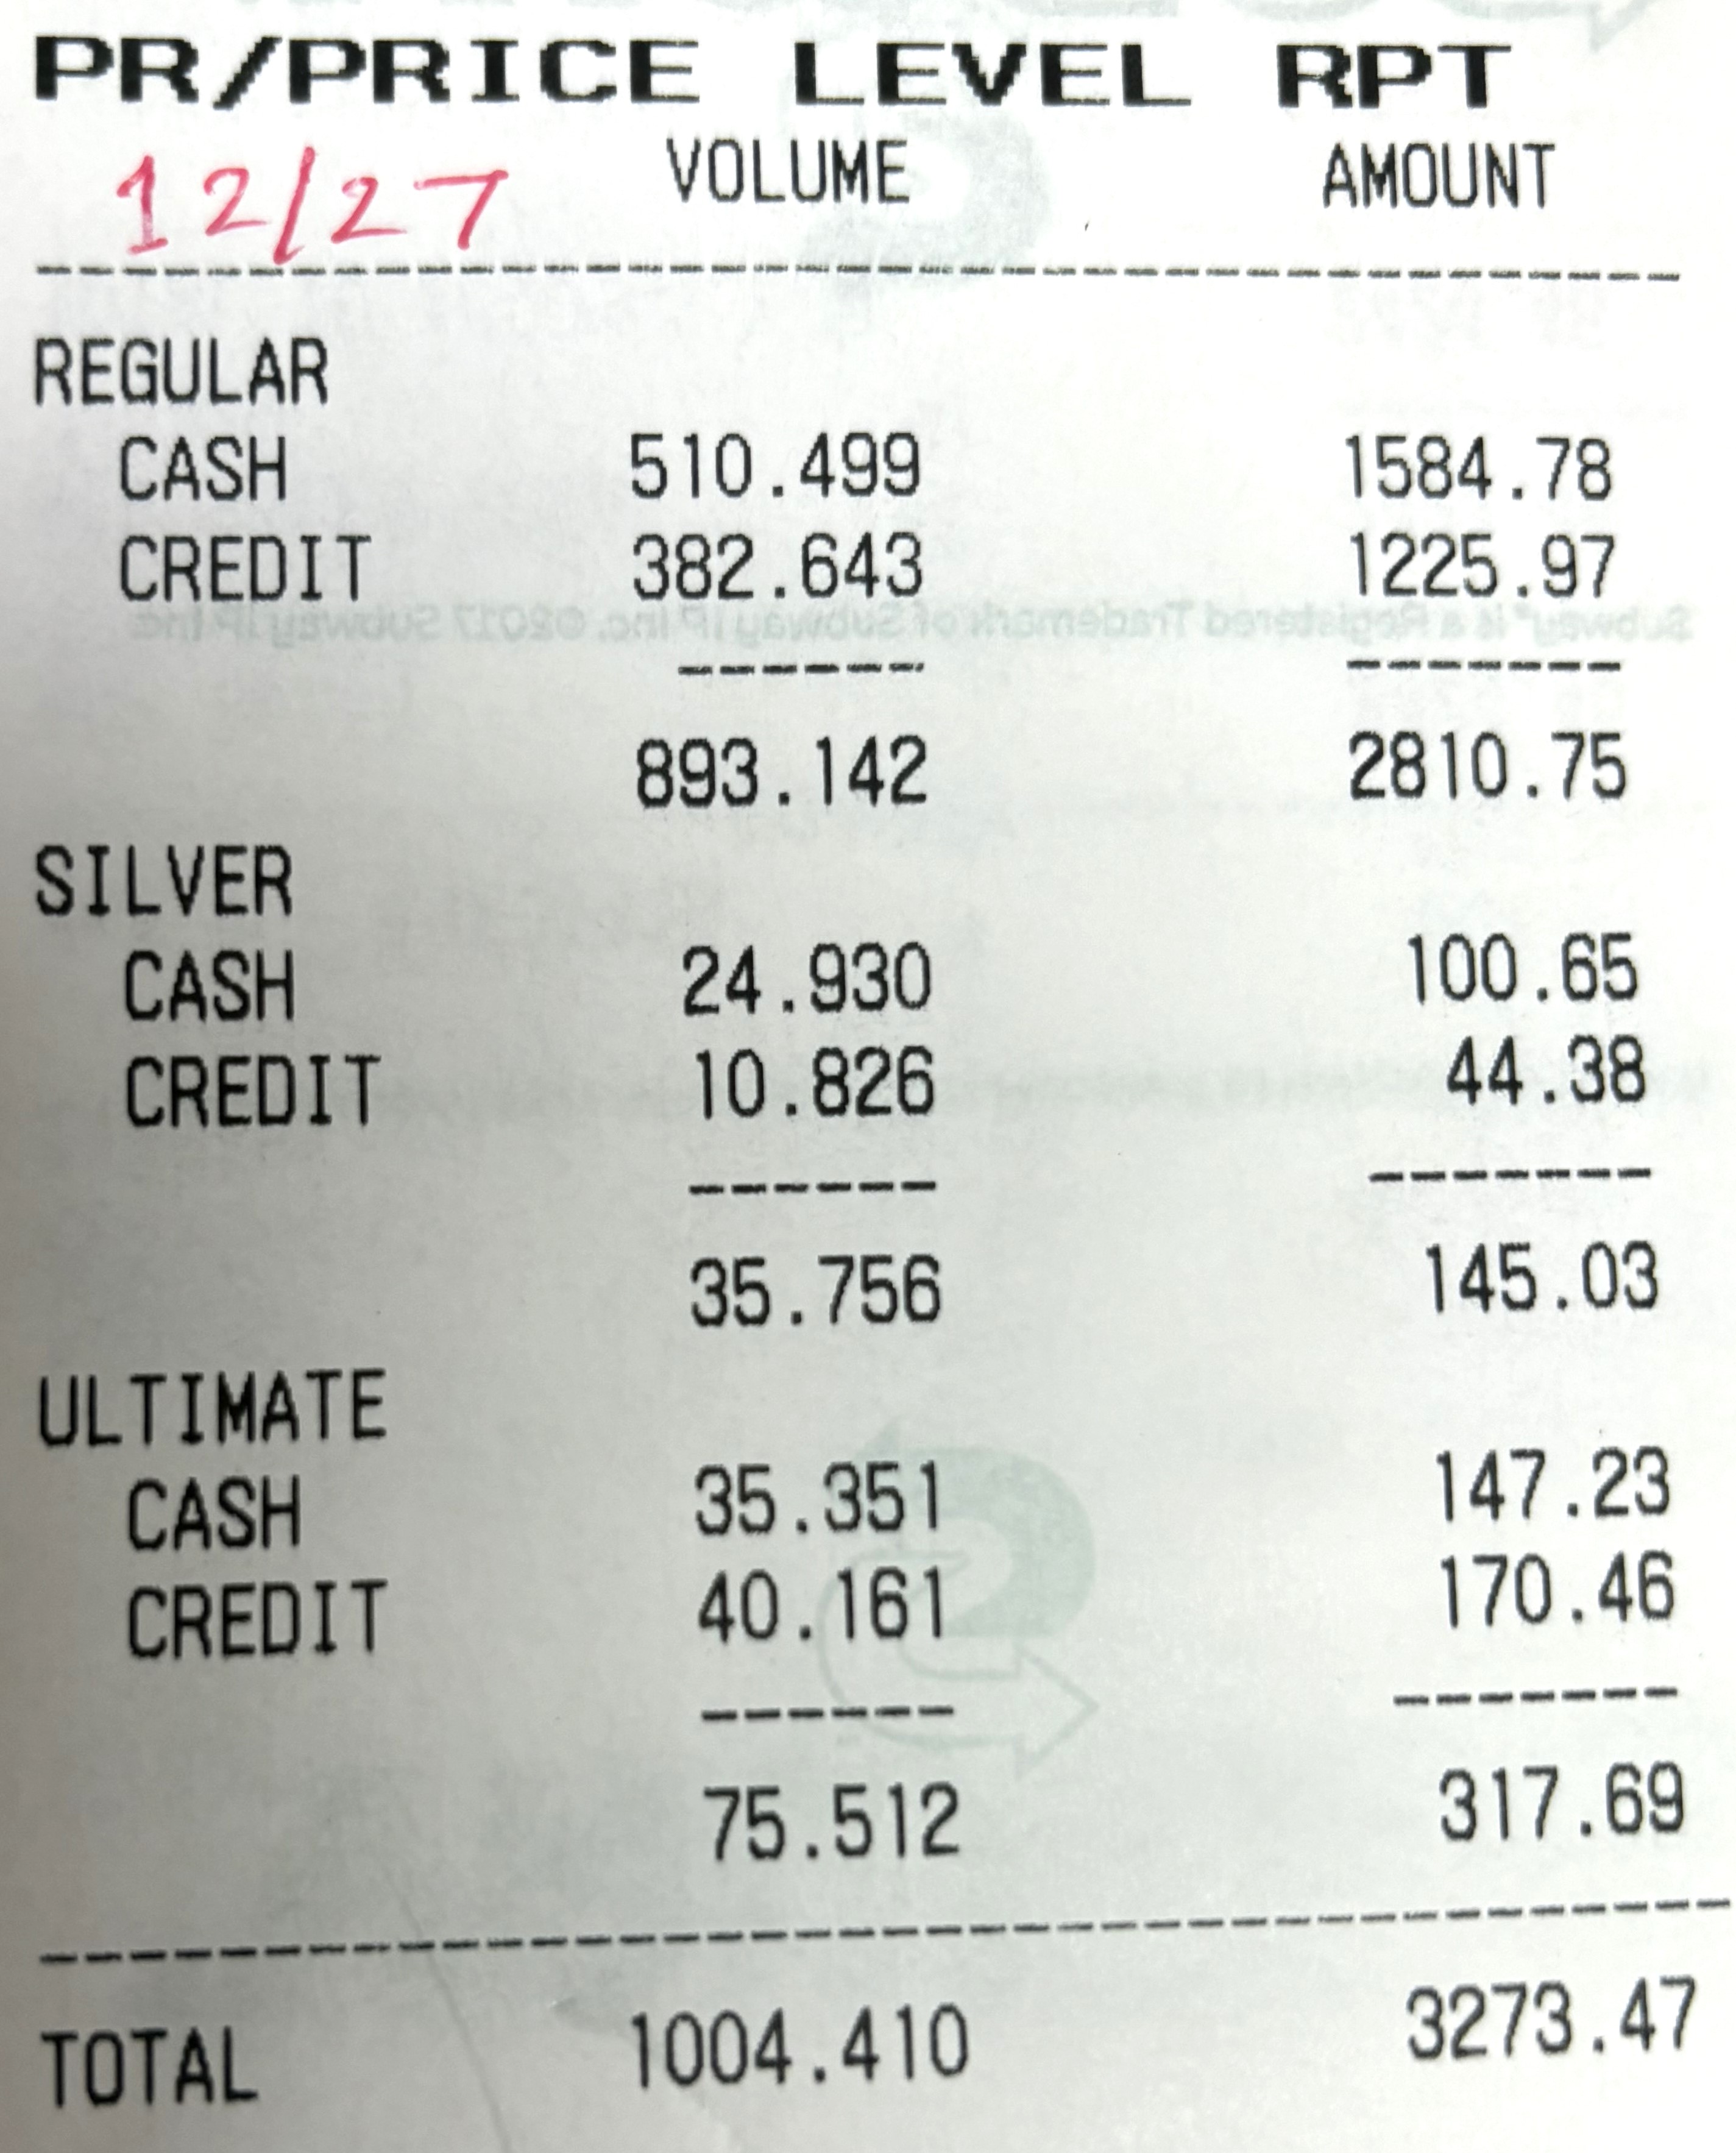 PR/PRICE LEVEL RPT
12/27 VOLUME AMOUNT
REGULAR
CASH 510.499 1584.78
CREDIT 382.643 1225.97
Subway® is a Registered Trademark of Subway IP Inc. ©2017 Subway IP Inc
893.142 2810.75
SILVER
CASH 24.930 100.65
CREDIT 10.826 44.38
35.756 145.03
ULTIMATE
CASH 35.351 147.23
CREDIT 40.161 170.46
75.512 317.69
TOTAL 1004.410 3273.47